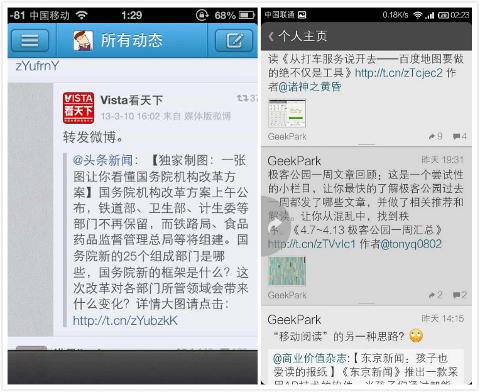 -81 中国移动
1:29
68%
所有动态
zYufrnY
VISTA
看天下
Vista看天下
37
13-3-10 16:02 来自 媒体版微博
转发微博。
@头条新闻：【独家制图：一张
图让你看懂国务院机构改革方
案】国务院机构改革方案上午公
布，铁道部、卫生部、计生委等
部门不再保留，而铁路局、食品
药品监督管理总局等将组建。国
务院新的25个组成部门是哪
些，国务院新的框架是什么？这
次改革对各部门所管领域会带来
什么变化？详情大图请点击：
http://t.cn/zYubzkK
中国联通
0.18K/s
02:23
个人主页
读《从打车服务说开去——百度地图要做
的绝不仅是工具》http://t.cn/zTcjec2 作
者@诸神之黄昏
GeekPark
9
4
GeekPark
昨天 19:31
极客公园一周文章回顾：这是一个尝试性
的小栏目，让你最快的了解极客公园过去
一周都发了哪些文章，并做了相关推荐和
解读。让你从混乱中，找到秩
序。《4.7~4.13 极客公园一周汇总》
http://t.cn/zTVvIc1 作者@tonyq0802
GeekPark
2
2
GeekPark
昨天 14:15
“移动阅读”的另一种思路？
@商业价值杂志:【东京新闻：孩子也
爱读的报纸】《东京新闻》推出一款采